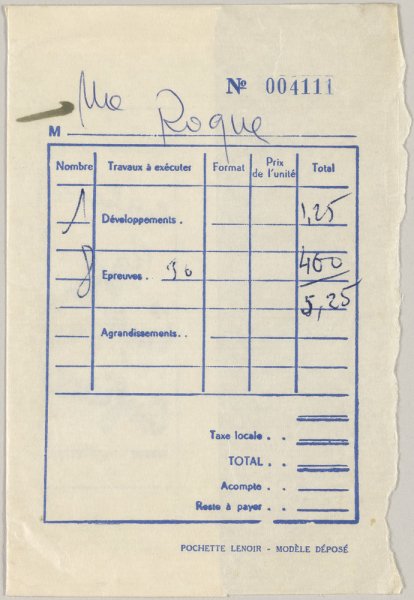 Nº 004111
M Me Roque
Nombre Travaux à exécuter Format Prix de l'unité Total
1 Développements . 1,25
8 Epreuves . . 50 400
5,25
Agrandissements . .
Taxe locale . .
TOTAL . .
Acompte . .
Reste à payer . .
POCHETTE LENOIR - MODÈLE DÉPOSÉ